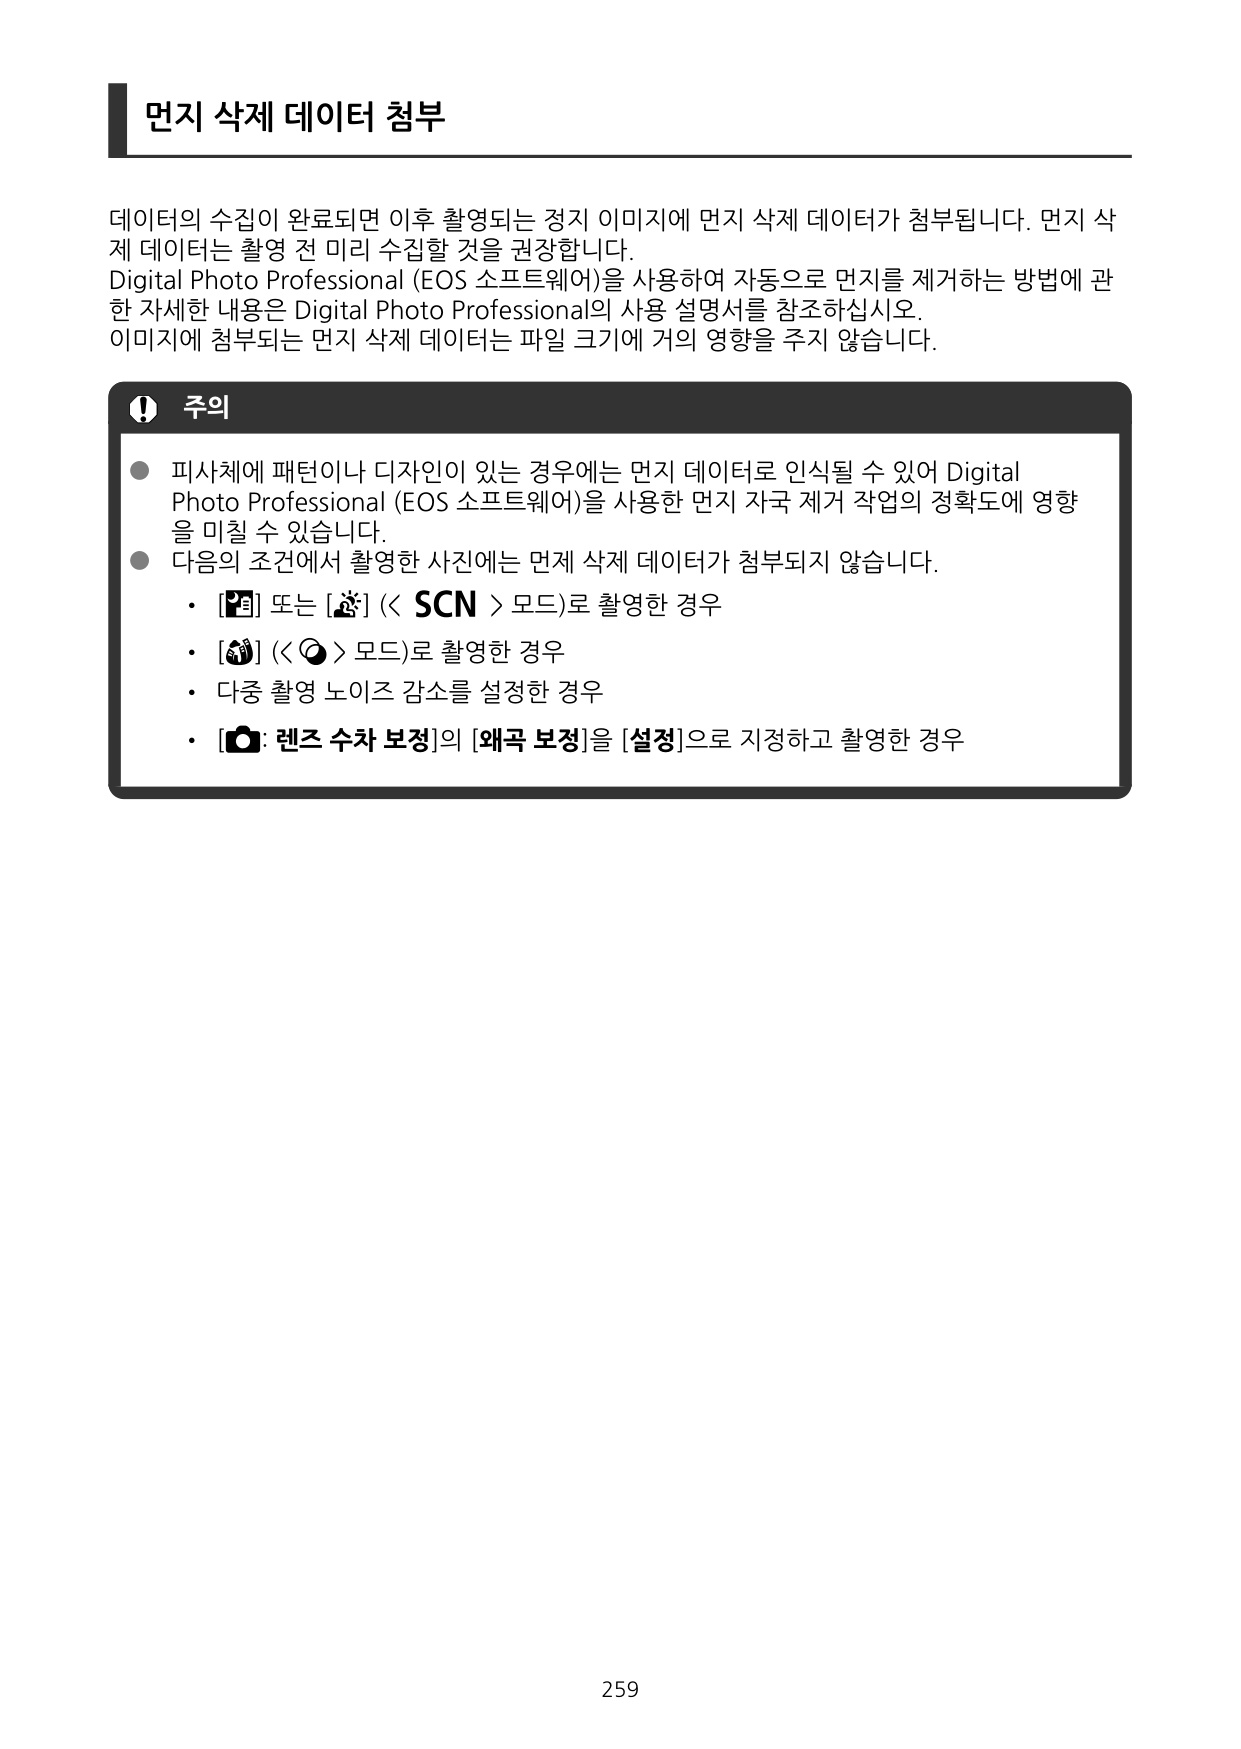 먼지 삭제 데이터 첨부
데이터의 수집이 완료되면 이후 촬영되는 정지 이미지에 먼지 삭제 데이터가 첨부됩니다. 먼지 삭
제 데이터는 촬영 전 미리 수집할 것을 권장합니다.
Digital Photo Professional (EOS 소프트웨어)을 사용하여 자동으로 먼지를 제거하는 방법에 관
한 자세한 내용은 Digital Photo Professional의 사용 설명서를 참조하십시오.
이미지에 첨부되는 먼지 삭제 데이터는 파일 크기에 거의 영향을 주지 않습니다.
주의
● 피사체에 패턴이나 디자인이 있는 경우에는 먼지 데이터로 인식될 수 있어 Digital
Photo Professional (EOS 소프트웨어)을 사용한 먼지 자국 제거 작업의 정확도에 영향
을 미칠 수 있습니다.
● 다음의 조건에서 촬영한 사진에는 먼제 삭제 데이터가 첨부되지 않습니다.
• [] 또는 [] (< SCN > 모드)로 촬영한 경우
• [] (< > 모드)로 촬영한 경우
• 다중 촬영 노이즈 감소를 설정한 경우
• [: 렌즈 수차 보정]의 [왜곡 보정]을 [설정]으로 지정하고 촬영한 경우
259